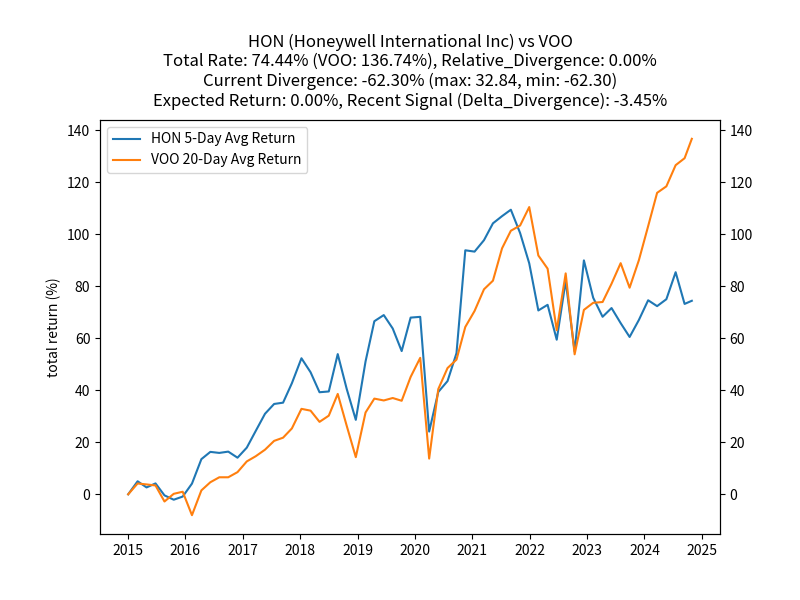 HON (Honeywell International Inc) vs VOO
Total Rate: 74.44% (VOO: 136.74%), Relative_Divergence: 0.00%
Current Divergence: -62.30% (max: 32.84, min: -62.30)
Expected Return: 0.00%, Recent Signal (Delta_Divergence): -3.45%
HON 5-Day Avg Return
VOO 20-Day Avg Return
total return (%)
140
120
100
80
60
40
20
0
140
120
100
80
60
40
20
0
2015 2016 2017 2018 2019 2020 2021 2022 2023 2024 2025